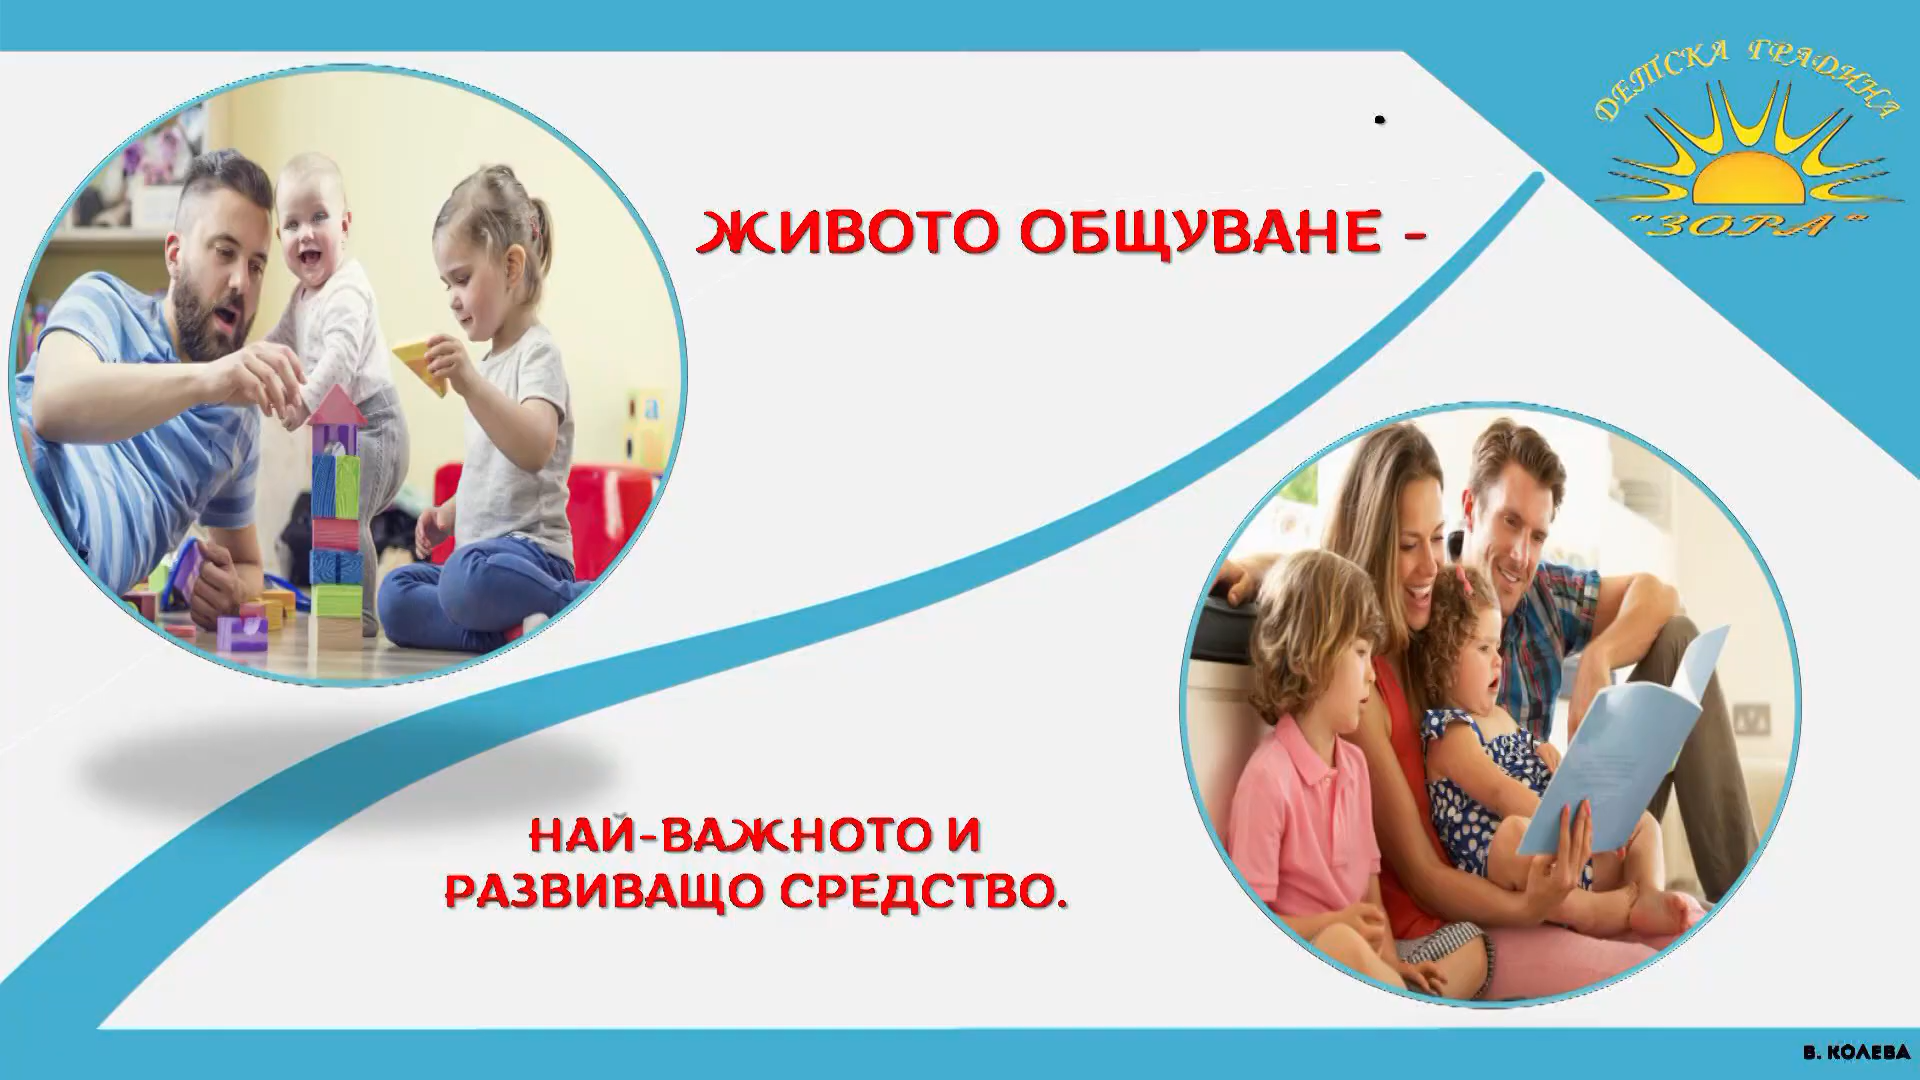 ДЕТСКА ГРАДИНА
"ЗОРА"
.
ЖИВОТО ОБЩУВАНЕ -
НАЙ-ВАЖНОТО И
РАЗВИВАЩО СРЕДСТВО.
В. КОЛЕВА